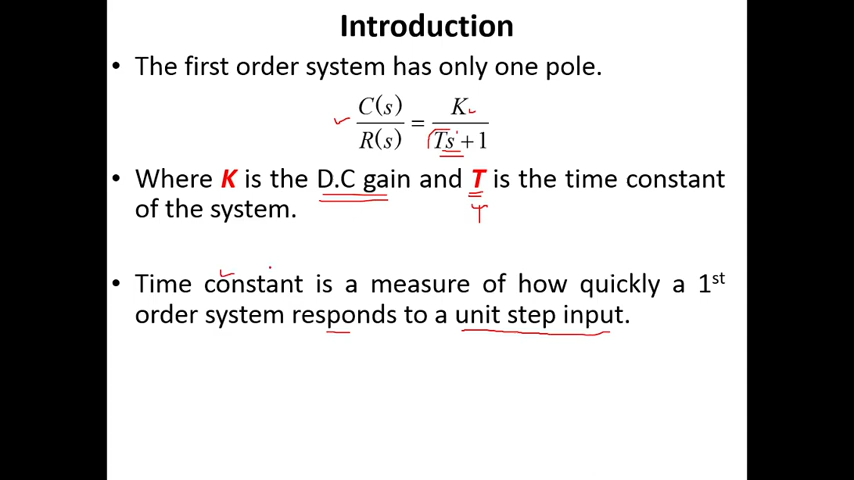 Introduction
• The first order system has only one pole.
C(s)/R(s) = K/(Ts + 1)
• Where K is the D.C gain and T is the time constant
of the system.
T
• Time constant is a measure of how quickly a 1st
order system responds to a unit step input.